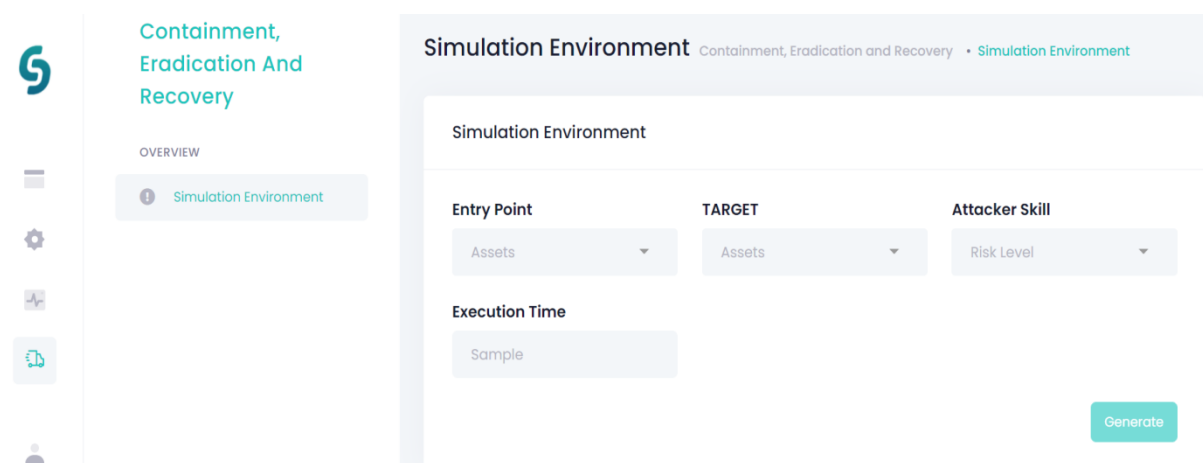 Containment,
Eradication And
Recovery
OVERVIEW
Simulation Environment
Simulation Environment Containment, Eradication and Recovery • Simulation Environment
Simulation Environment
Entry Point TARGET Attacker Skill
Assets Assets Risk Level
Execution Time
Sample
Generate